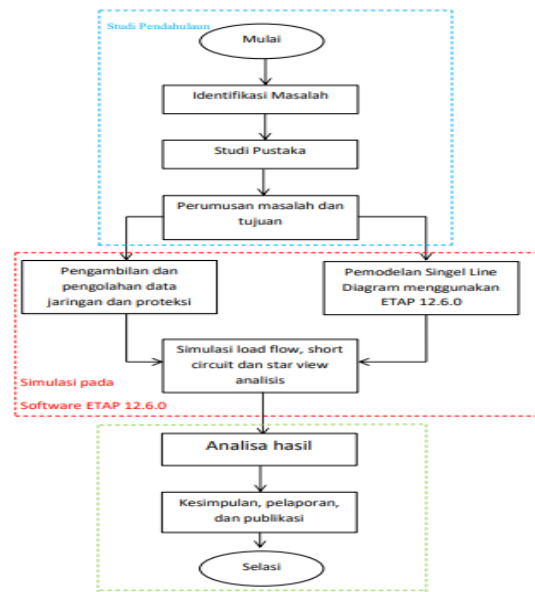 Studi Pendahulaun
Mulai
Identifikasi Masalah
Studi Pustaka
Perumusan masalah dan
tujuan
Pengambilan dan
pengolahan data
jaringan dan proteksi
Pemodelan Singel Line
Diagram menggunakan
ETAP 12.6.0
Simulasi load flow, short
circuit dan star view
analisis
Simulasi pada
Software ETAP 12.6.0
Analisa hasil
Kesimpulan, pelaporan,
dan publikasi
Selasi